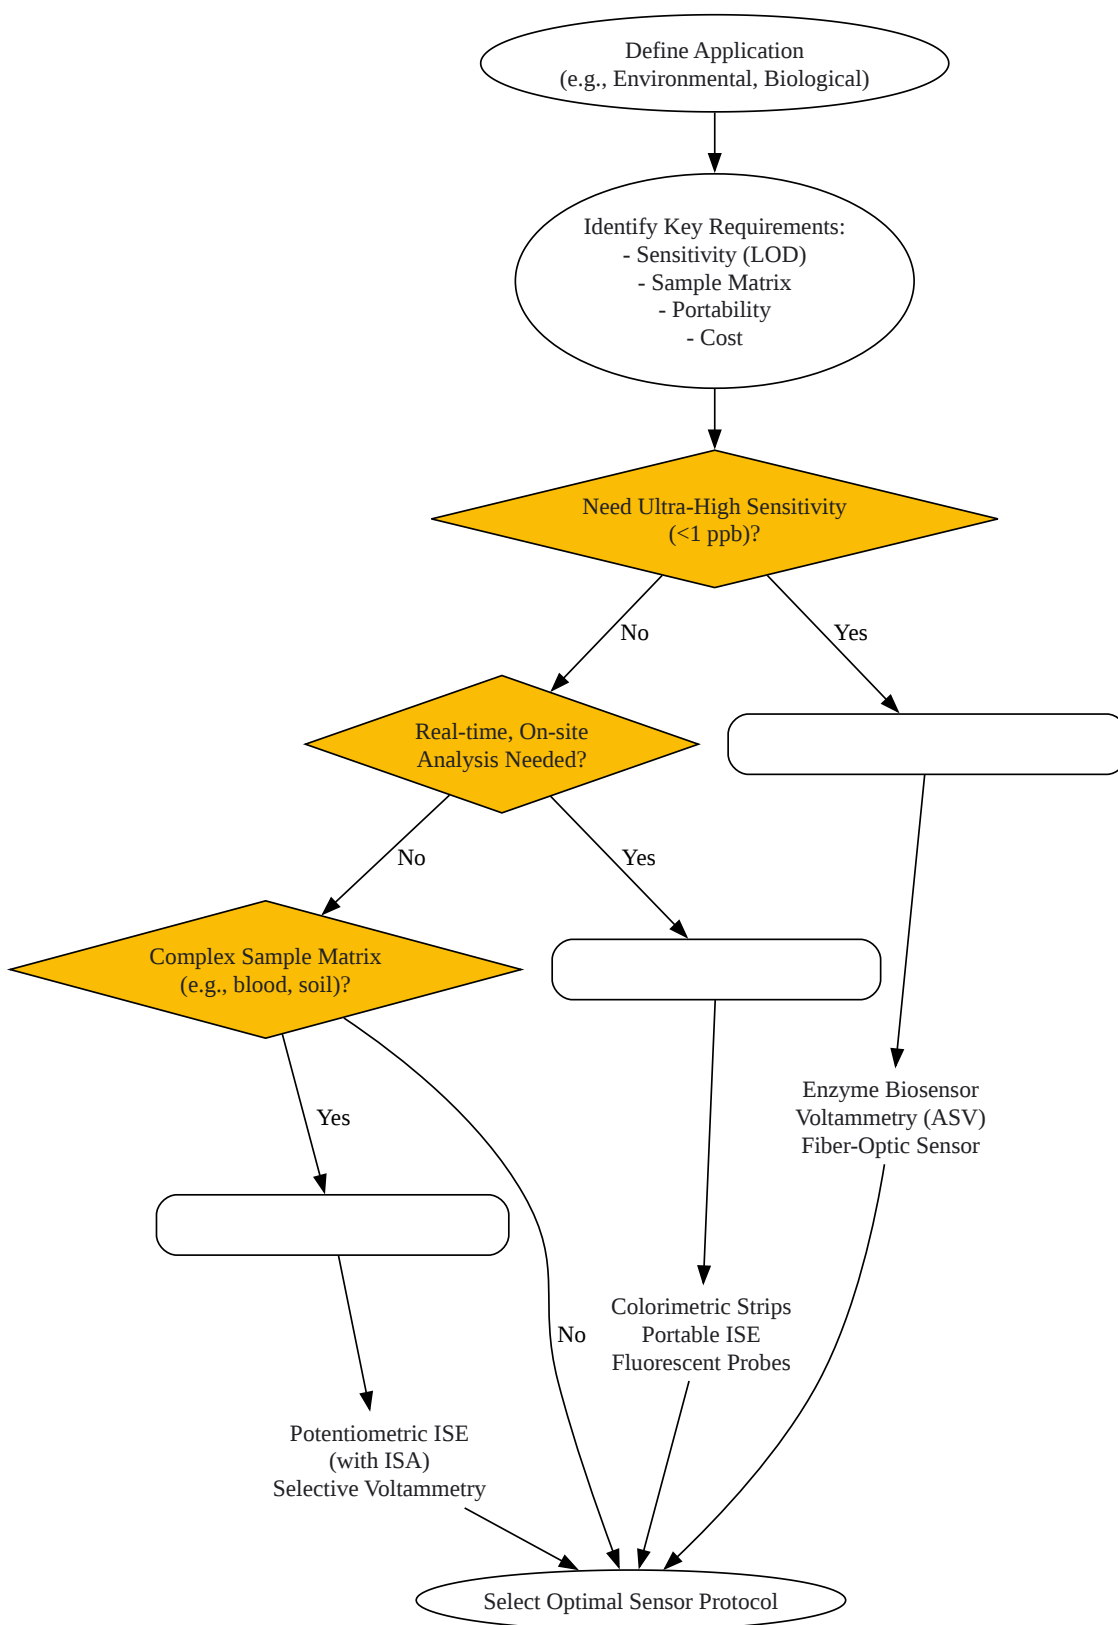 Define Application
(e.g., Environmental, Biological)
Identify Key Requirements:
- Sensitivity (LOD)
- Sample Matrix
- Portability
- Cost
Need Ultra-High Sensitivity
(<1 ppb)?
No
Yes
Real-time, On-site
Analysis Needed?
No
Yes
Complex Sample Matrix
(e.g., blood, soil)?
Yes
Enzyme Biosensor
Voltammetry (ASV)
Fiber-Optic Sensor
No
Colorimetric Strips
Portable ISE
Fluorescent Probes
Potentiometric ISE
(with ISA)
Selective Voltammetry
Select Optimal Sensor Protocol